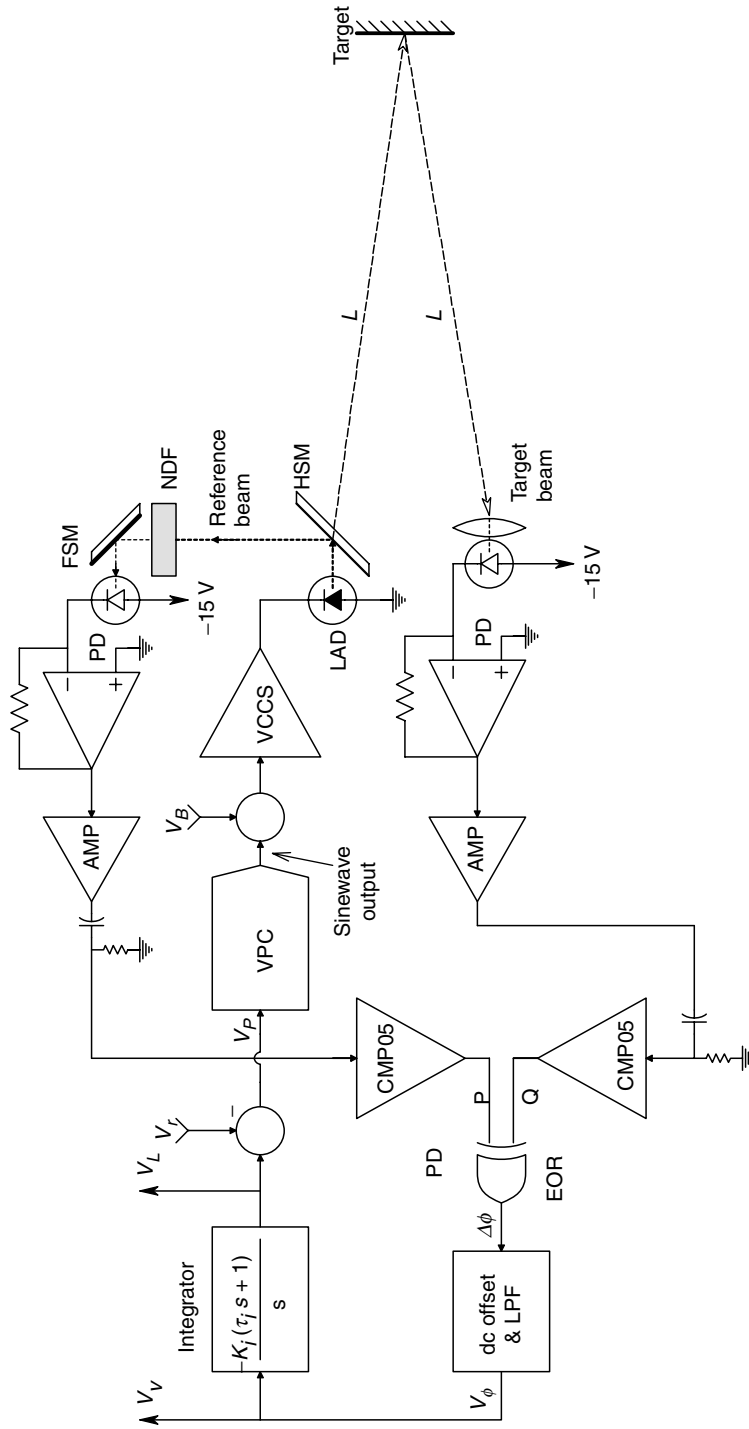 Target
FSM
NDF
Reference
beam
HSM
L
L
PD
−15 V
−
+
AMP
V_B
VCCS
LAD
VPC
Sinewave
output
V_P
V_r
−
V_L
Integrator
−K_i (τ_i s + 1)
s
V_V
CMP05
P
Q
CMP05
PD
EOR
Δϕ
dc offset
& LPF
V_ϕ
AMP
−
+
PD
−15 V
Target
beam